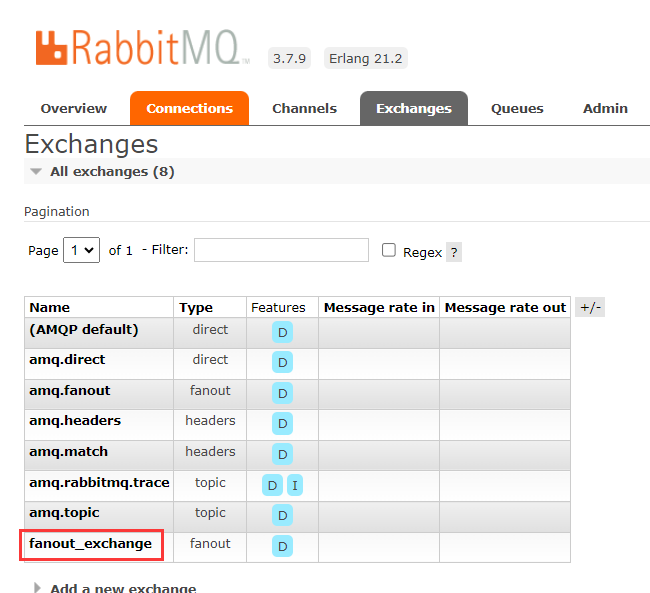 RabbitMQ TM 3.7.9 Erlang 21.2
Overview Connections Channels Exchanges Queues Admin
Exchanges
All exchanges (8)
Pagination
Page 1 of 1 - Filter: Regex ?
Name Type Features Message rate in Message rate out +/-
(AMQP default) direct D
amq.direct direct D
amq.fanout fanout D
amq.headers headers D
amq.match headers D
amq.rabbitmq.trace topic D I
amq.topic topic D
fanout_exchange fanout D
Add a new exchange